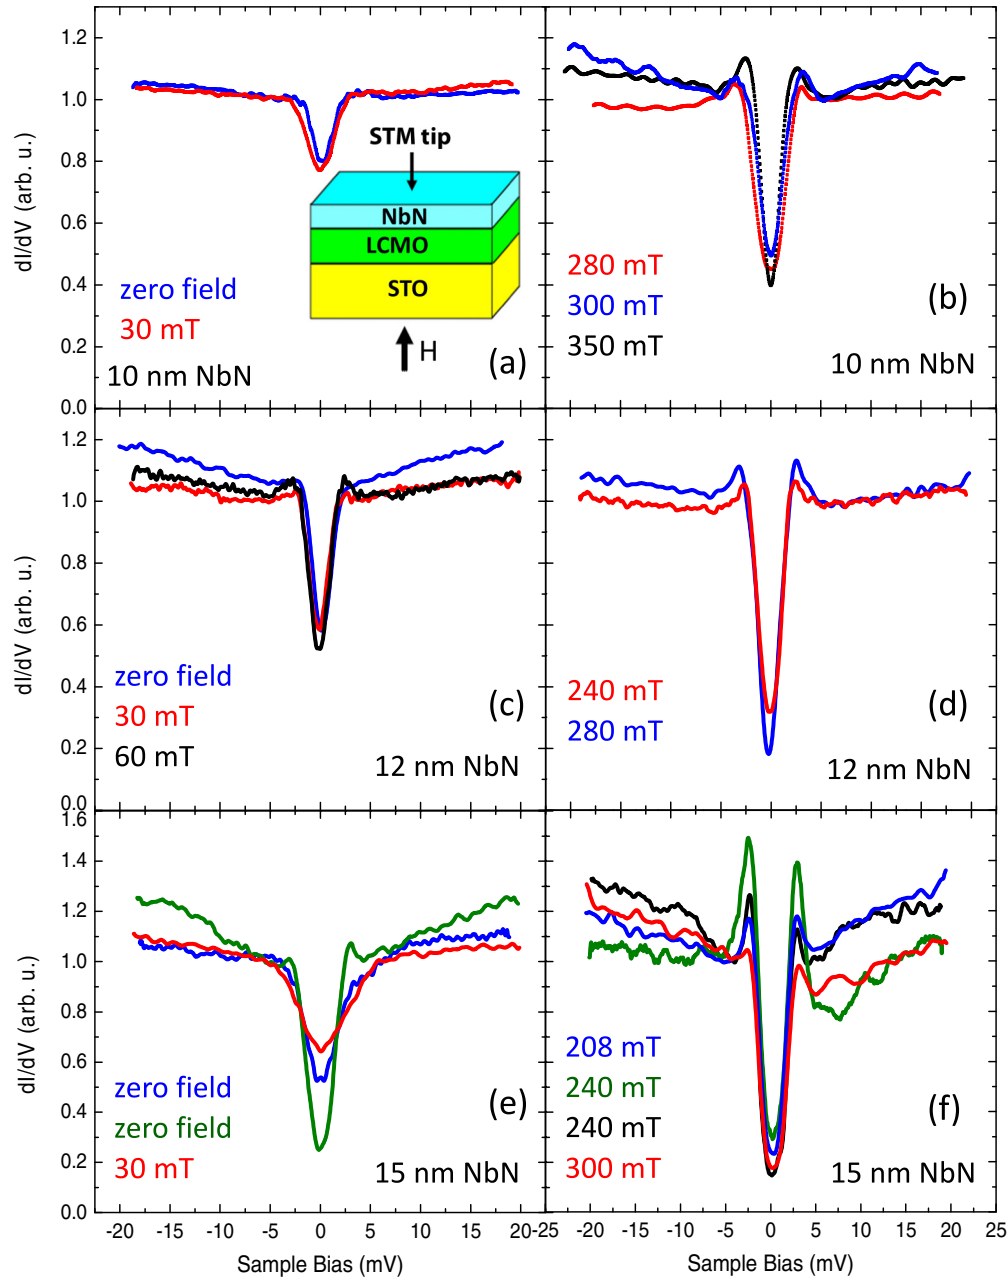 1.2
1.0
0.8
0.6
0.4
0.2
0.0
dI/dV (arb. u.)
STM tip
NbN
LCMO
STO
H
zero field
30 mT
10 nm NbN
(a)
280 mT
300 mT
350 mT
(b)
10 nm NbN
1.2
1.0
0.8
0.6
0.4
0.2
0.0
dI/dV (arb. u.)
zero field
30 mT
60 mT
(c)
12 nm NbN
240 mT
280 mT
(d)
12 nm NbN
1.6
1.4
1.2
1.0
0.8
0.6
0.4
0.2
0.0
dI/dV (arb. u.)
zero field
zero field
30 mT
(e)
15 nm NbN
208 mT
240 mT
240 mT
300 mT
(f)
15 nm NbN
-20 -15 -10 -5 0 5 10 15 20 -25 -20 -15 -10 -5 0 5 10 15 20 25
Sample Bias (mV) Sample Bias (mV)